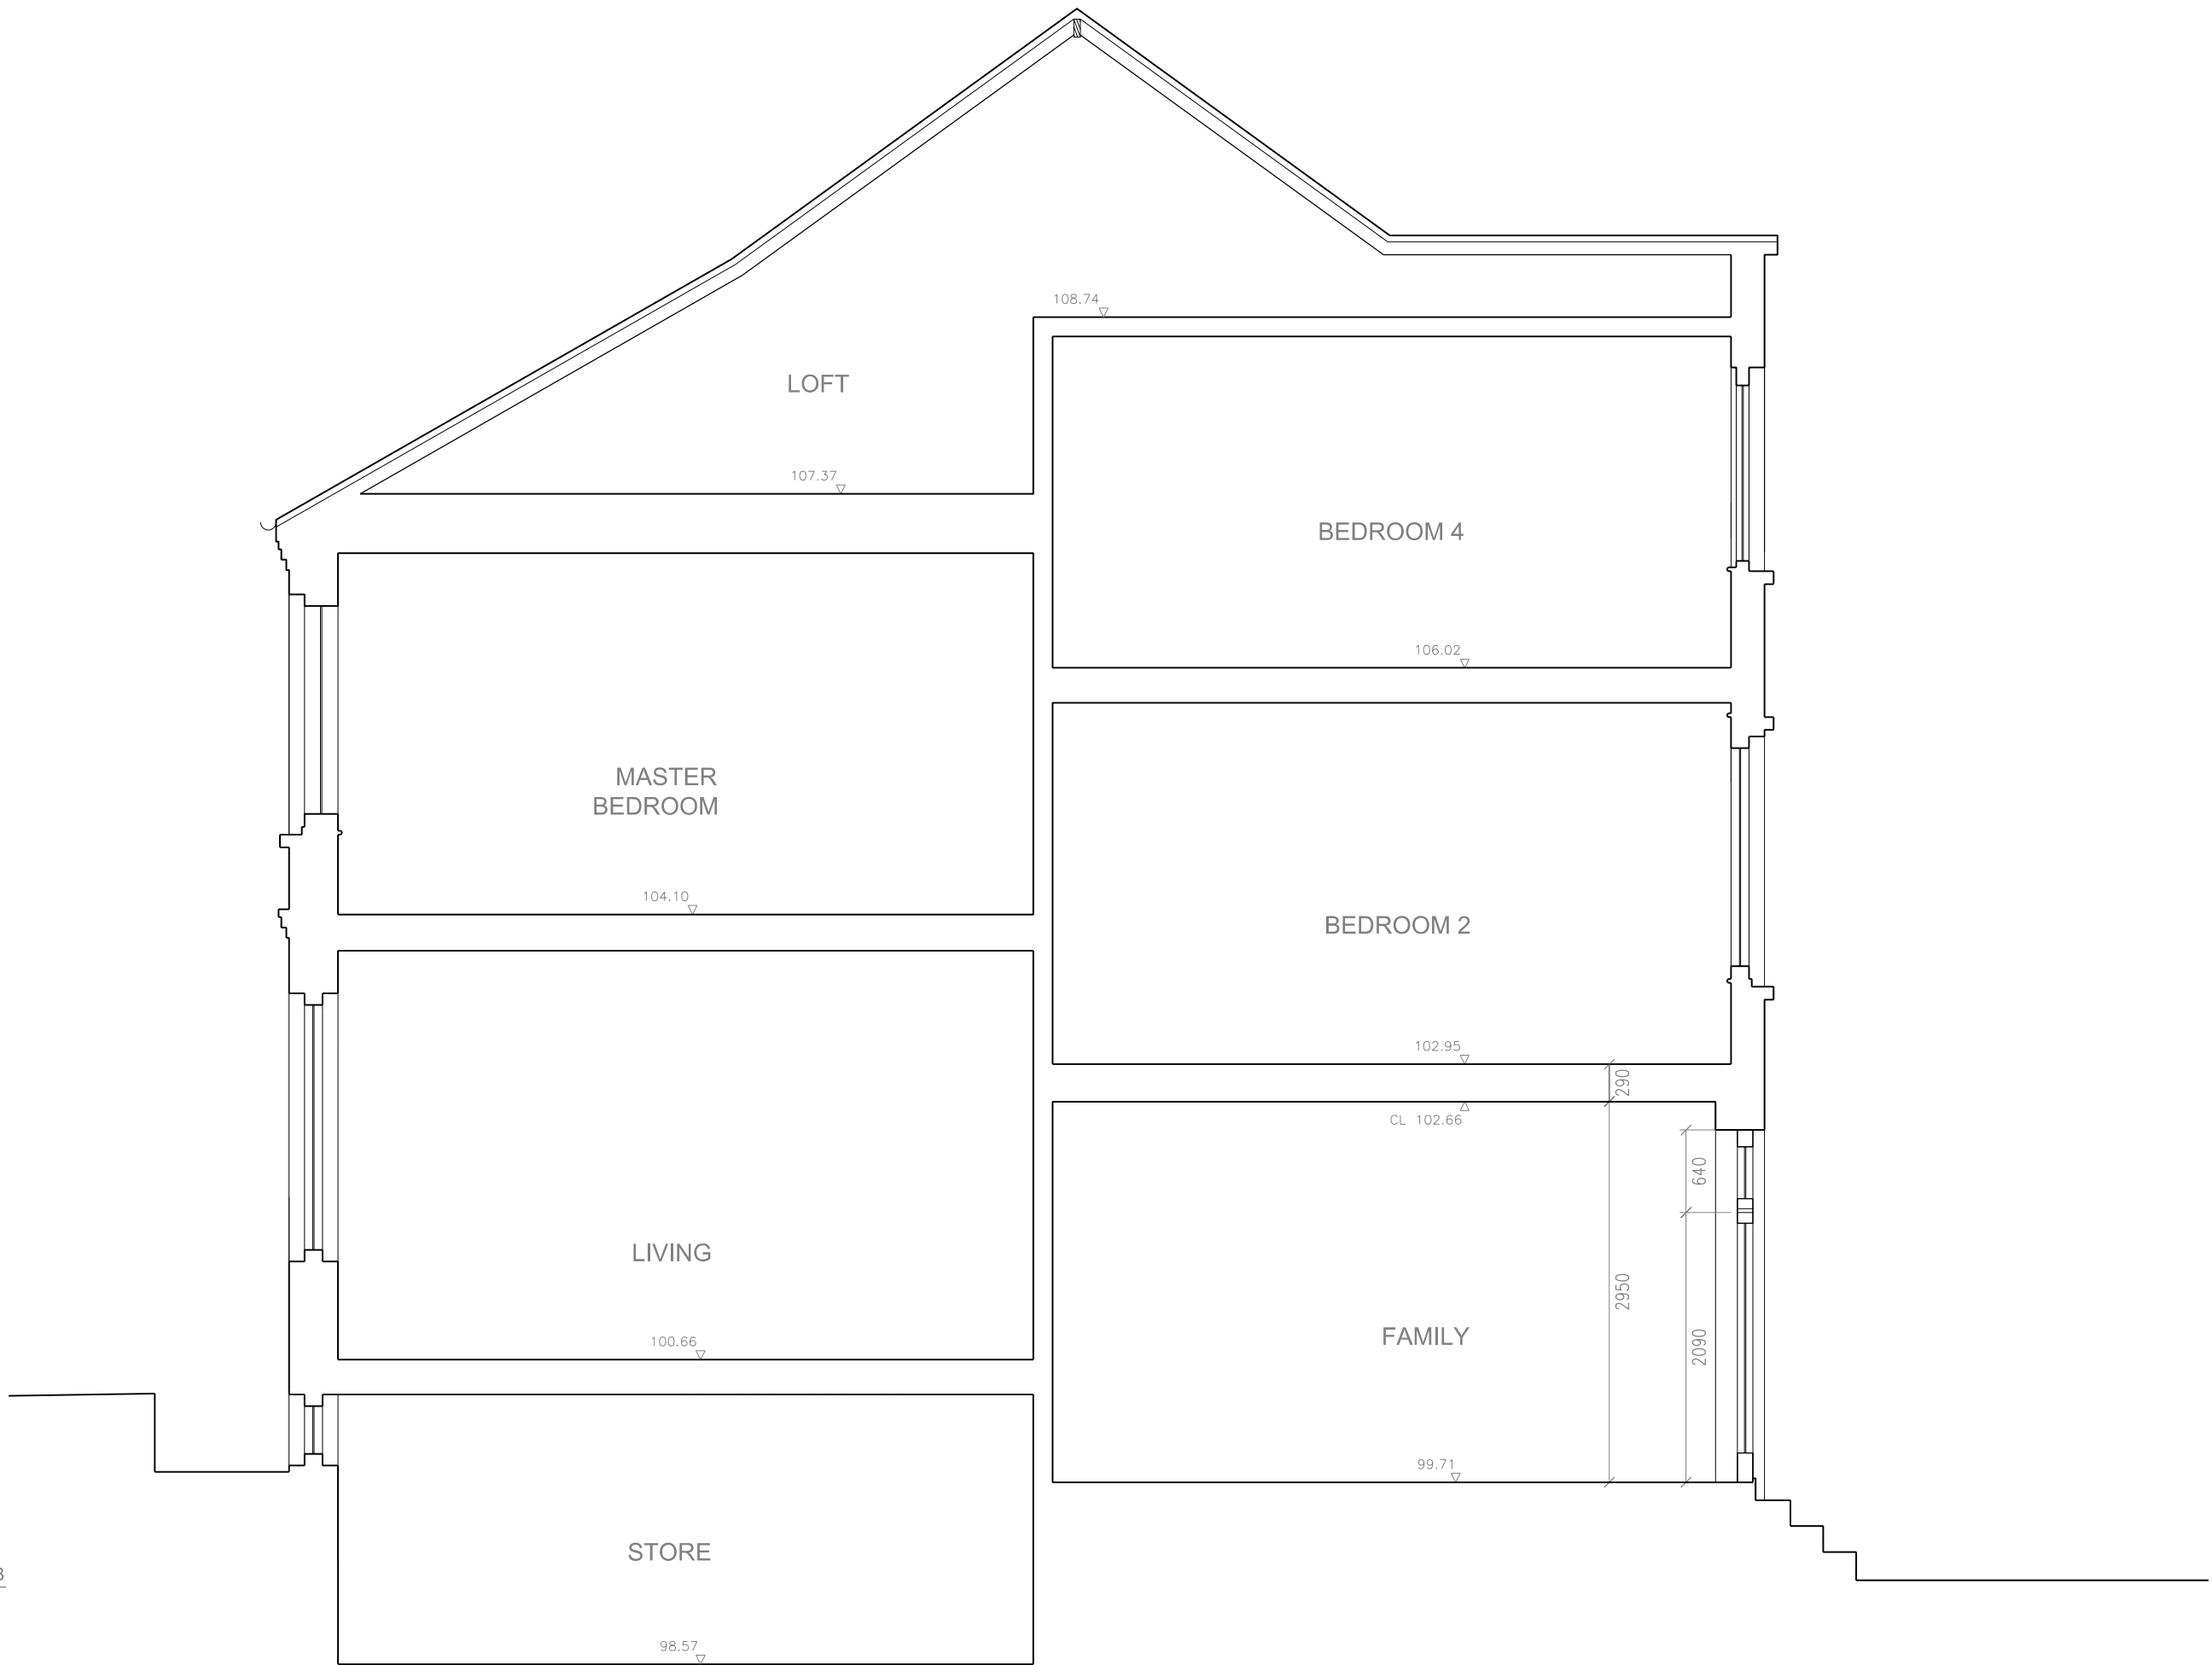 108.74
LOFT
107.37
BEDROOM 4
106.02
MASTER
BEDROOM
104.10
BEDROOM 2
102.95
290
CL 102.66
640
LIVING
2950
FAMILY
2090
100.66
99.71
STORE
98.57